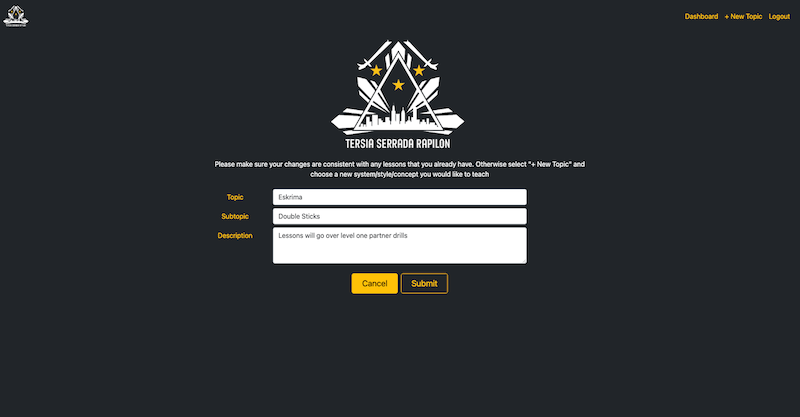 Dashboard + New Topic Logout
TERSIA SERRADA RAPILON
Please make sure your changes are consistent with any lessons that you already have. Otherwise select "+ New Topic" and
choose a new system/style/concept you would like to teach
Topic
Eskrima
Subtopic
Double Sticks
Description
Lessons will go over level one partner drills
Cancel
Submit